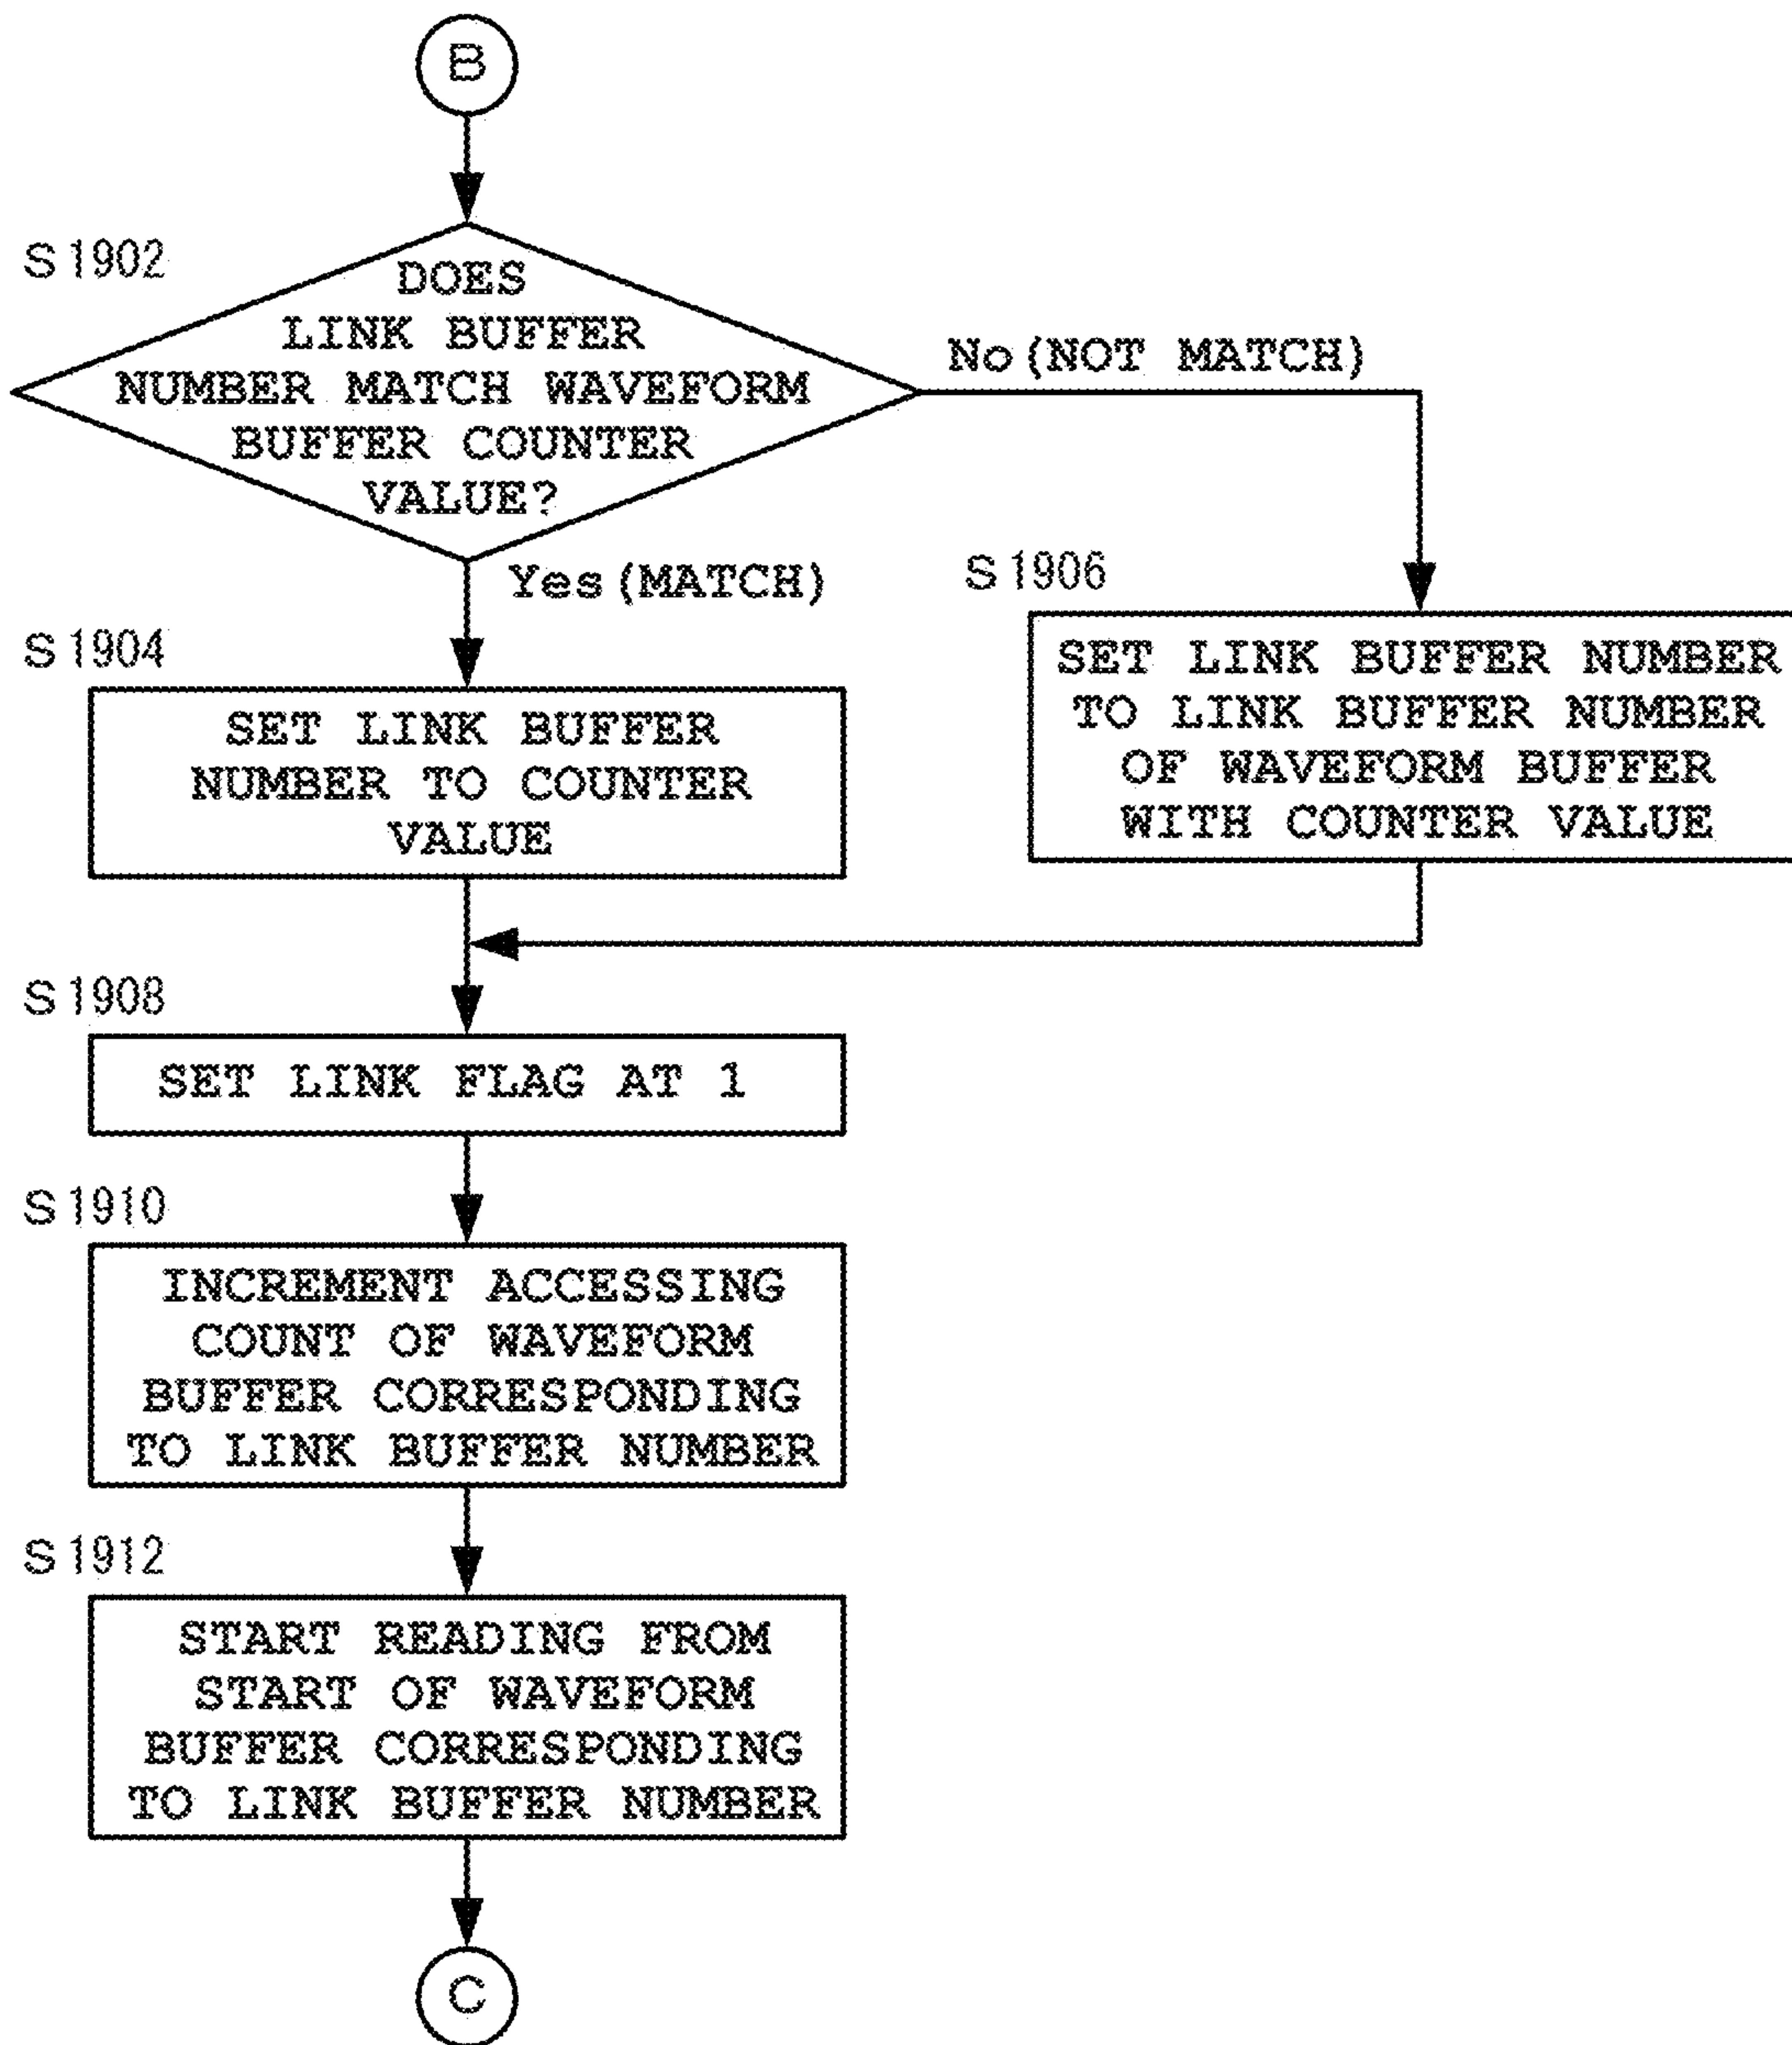 B
S1902
DOES
LINK BUFFER
NUMBER MATCH WAVEFORM
BUFFER COUNTER
VALUE?
No(NOT MATCH)
Yes(MATCH)
S1906
SET LINK BUFFER NUMBER
TO LINK BUFFER NUMBER
OF WAVEFORM BUFFER
WITH COUNTER VALUE
S1904
SET LINK BUFFER
NUMBER TO COUNTER
VALUE
S1908
SET LINK FLAG AT 1
S1910
INCREMENT ACCESSING
COUNT OF WAVEFORM
BUFFER CORRESPONDING
TO LINK BUFFER NUMBER
S1912
START READING FROM
START OF WAVEFORM
BUFFER CORRESPONDING
TO LINK BUFFER NUMBER
C